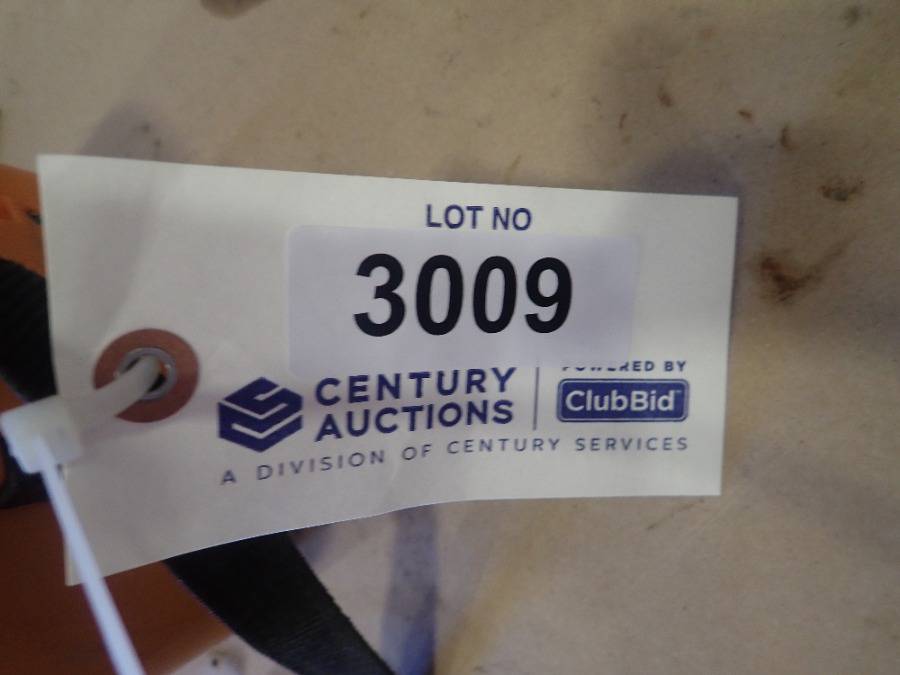 LOT NO
3009
CENTURY
AUCTIONS
POWERED BY
ClubBid
A DIVISION OF CENTURY SERVICES